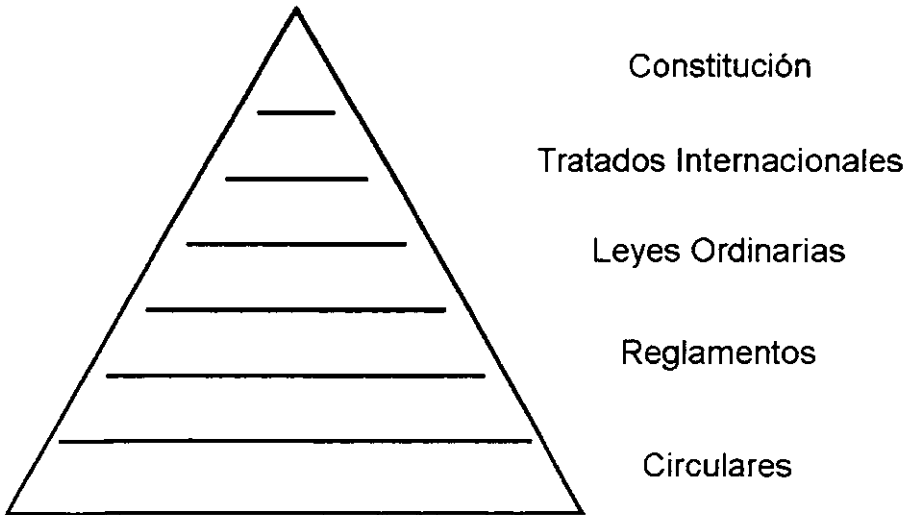 Constitución
Tratados Internacionales
Leyes Ordinarias
Reglamentos
Circulares